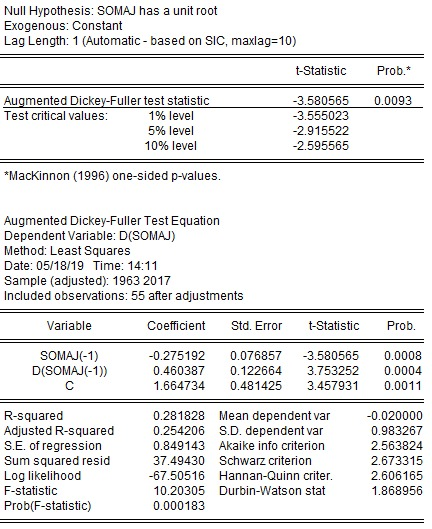 Null Hypothesis: SOMAJ has a unit root
Exogenous: Constant
Lag Length: 1 (Automatic - based on SIC, maxlag=10)
t-Statistic Prob.*
Augmented Dickey-Fuller test statistic -3.580565 0.0093
Test critical values: 1% level -3.555023
5% level -2.915522
10% level -2.595565
*MacKinnon (1996) one-sided p-values.
Augmented Dickey-Fuller Test Equation
Dependent Variable: D(SOMAJ)
Method: Least Squares
Date: 05/18/19 Time: 14:11
Sample (adjusted): 1963 2017
Included observations: 55 after adjustments
Variable Coefficient Std. Error t-Statistic Prob.
SOMAJ(-1) -0.275192 0.076857 -3.580565 0.0008
D(SOMAJ(-1)) 0.460387 0.122664 3.753252 0.0004
C 1.664734 0.481425 3.457931 0.0011
R-squared 0.281828 Mean dependent var -0.020000
Adjusted R-squared 0.254206 S.D. dependent var 0.983267
S.E. of regression 0.849143 Akaike info criterion 2.563824
Sum squared resid 37.49430 Schwarz criterion 2.673315
Log likelihood -67.50516 Hannan-Quinn criter. 2.606165
F-statistic 10.20305 Durbin-Watson stat 1.868956
Prob(F-statistic) 0.000183